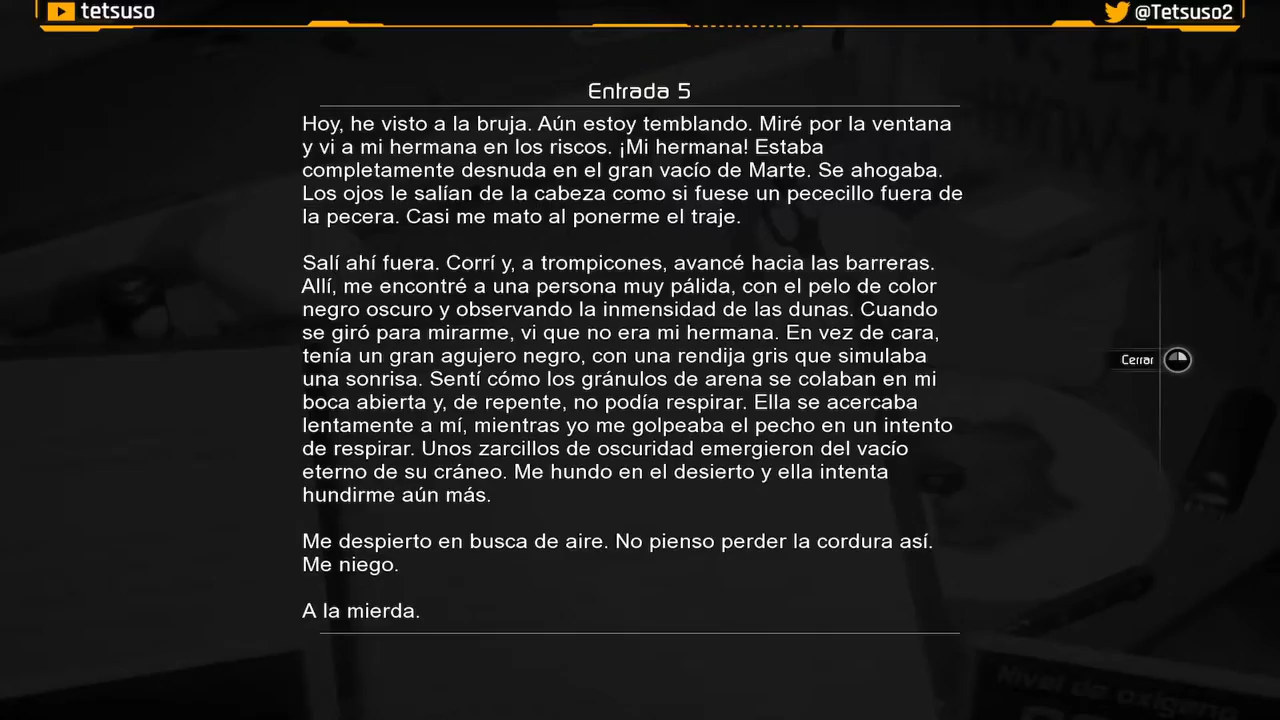 tetsuso
@Tetsuso2
Entrada 5
Hoy, he visto a la bruja. Aún estoy temblando. Miré por la ventana
y vi a mi hermana en los riscos. ¡Mi hermana! Estaba
completamente desnuda en el gran vacío de Marte. Se ahogaba.
Los ojos le salían de la cabeza como si fuese un pececillo fuera de
la pecera. Casi me mato al ponerme el traje.
Salí ahí fuera. Corrí y, a trompicones, avancé hacia las barreras.
Allí, me encontré a una persona muy pálida, con el pelo de color
negro oscuro y observando la inmensidad de las dunas. Cuando
se giró para mirarme, vi que no era mi hermana. En vez de cara,
tenía un gran agujero negro, con una rendija gris que simulaba
una sonrisa. Sentí cómo los gránulos de arena se colaban en mi
boca abierta y, de repente, no podía respirar. Ella se acercaba
lentamente a mí, mientras yo me golpeaba el pecho en un intento
de respirar. Unos zarcillos de oscuridad emergieron del vacío
eterno de su cráneo. Me hundo en el desierto y ella intenta
hundirme aún más.
Me despierto en busca de aire. No pienso perder la cordura así.
Me niego.
A la mierda.
Cerrar
Nivel de oxígeno